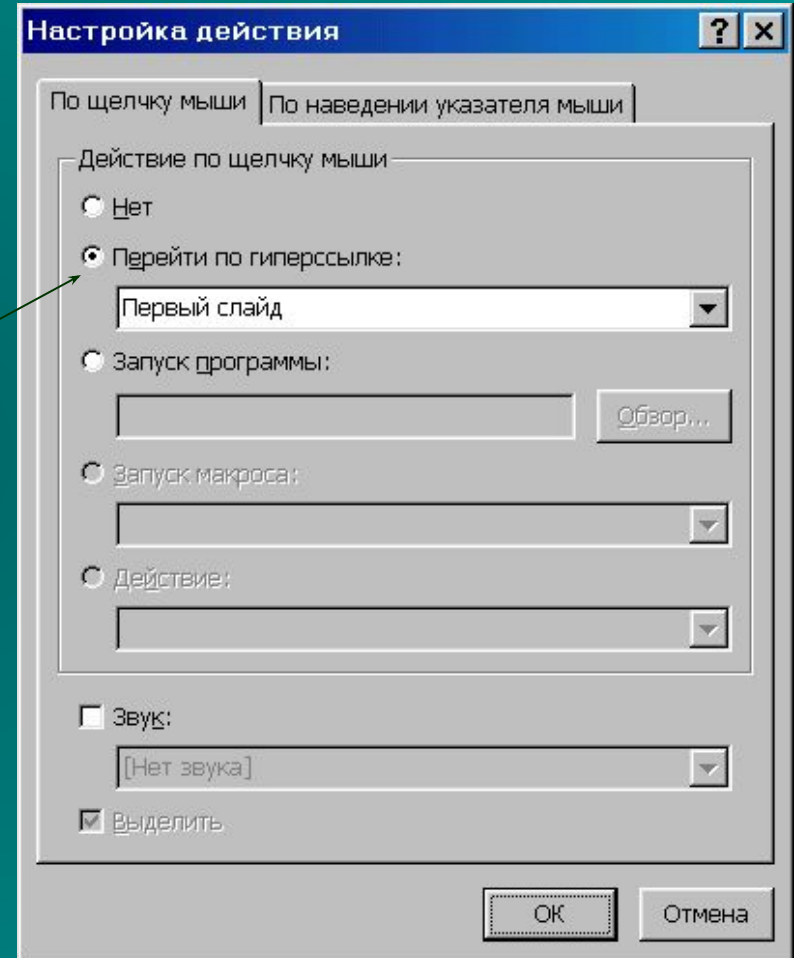 Настройка действия
По щелчку мыши
По наведении указателя мыши
Действие по щелчку мыши
Нет
Перейти по гиперссылке:
Первый слайд
Запуск программы:
Обзор...
Запуск макроса:
Действие:
Звук:
[Нет звука]
Выделить
ОК
Отмена